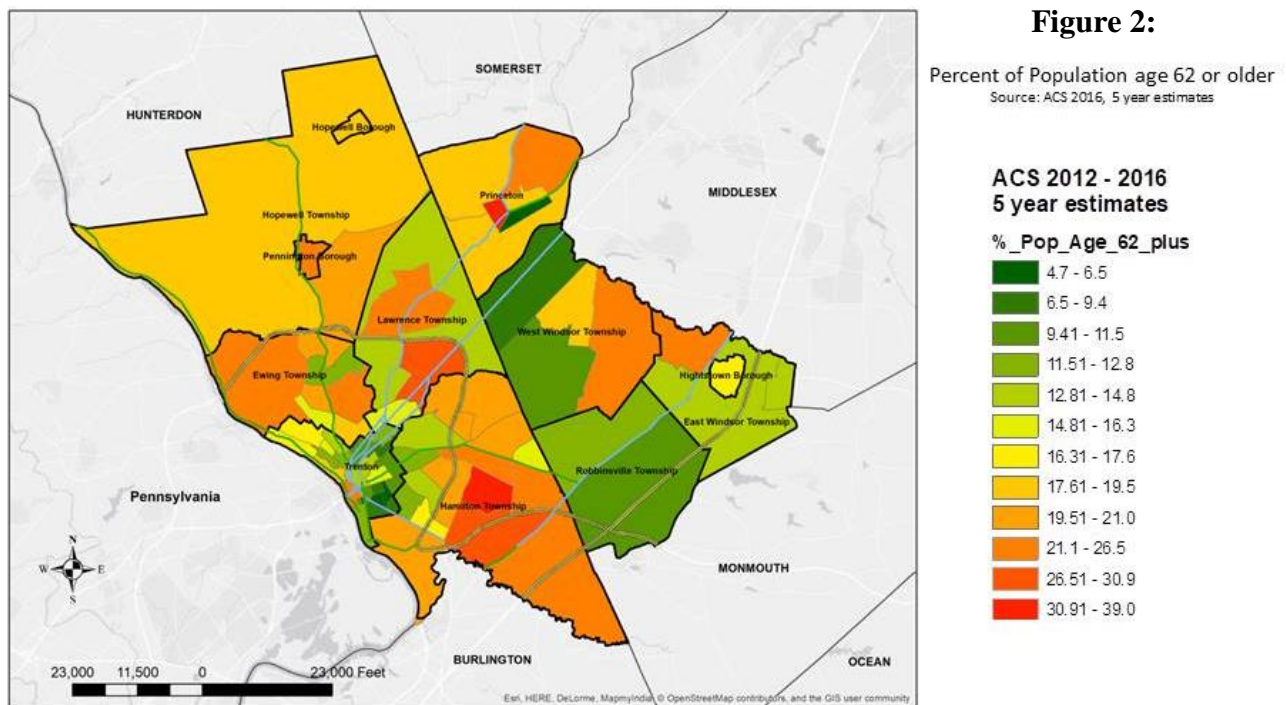 Figure 2:
Percent of Population age 62 or older
Source: ACS 2016, 5 year estimates
ACS 2012 - 2016
5 year estimates
%_Pop_Age_62_plus
4.7 - 6.5
6.5 - 9.4
9.41 - 11.5
11.51 - 12.8
12.81 - 14.8
14.81 - 16.3
16.31 - 17.6
17.61 - 19.5
19.51 - 21.0
21.1 - 26.5
26.51 - 30.9
30.91 - 39.0
SOMERSET
HUNTERDON
Hopewell Borough
MIDDLESEX
Princeton
Hopewell Township
Pennington Borough
Lawrence Township
West Windsor Township
Ewing Township
Hightstown Borough
East Windsor Township
Trenton
Robbinsville Township
Pennsylvania
Hamilton Township
N
W
E
S
MONMOUTH
BURLINGTON
OCEAN
23,000 11,500 0 23,000 Feet
Esri, HERE, DeLorme, MapmyIndia, © OpenStreetMap contributors, and the GIS user community